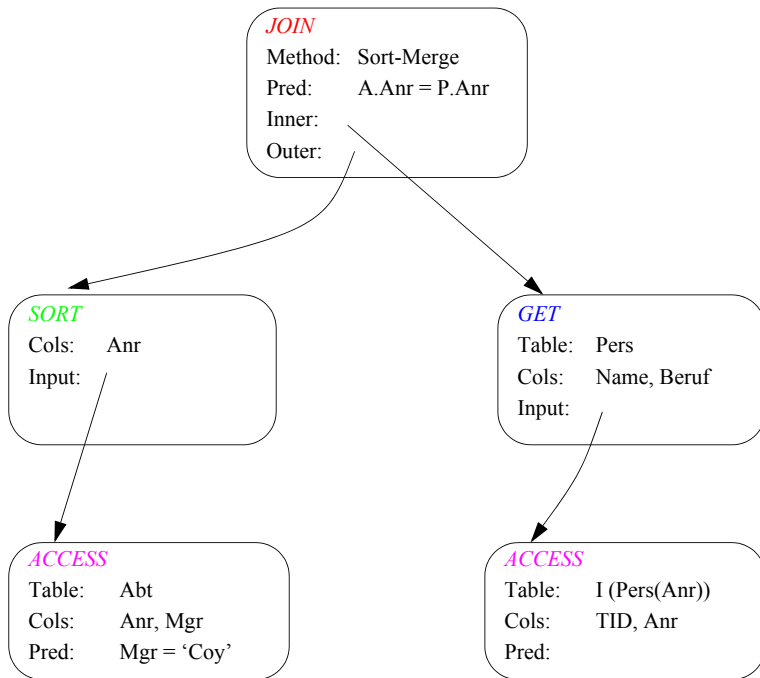 JOIN
Method: Sort-Merge
Pred: A.Anr = P.Anr
Inner:
Outer:
SORT
Cols: Anr
Input:
GET
Table: Pers
Cols: Name, Beruf
Input:
ACCESS
Table: Abt
Cols: Anr, Mgr
Pred: Mgr = ‘Coy’
ACCESS
Table: I (Pers(Anr))
Cols: TID, Anr
Pred: